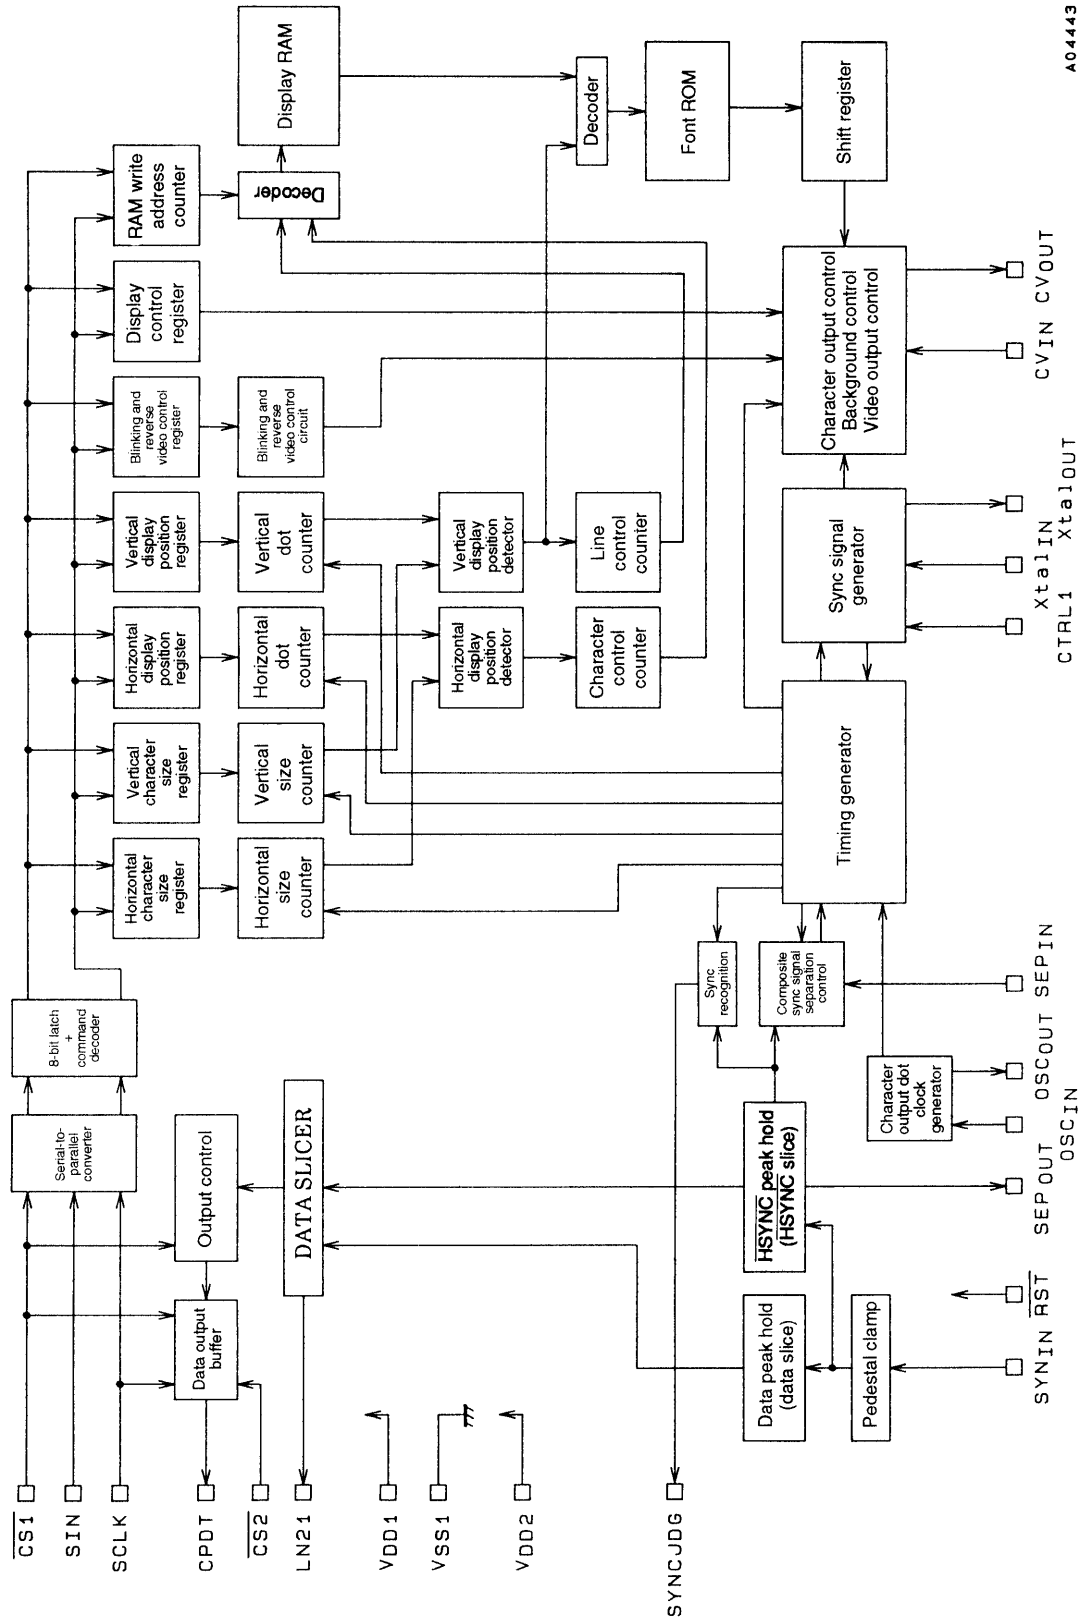 A04443
CS1
SIN
SCLK
CPDT
CS2
LN21
VDD1
VSS1
VDD2
SYNCJDG
Serial-to-
parallel
converter
8-bit latch
+
command
decoder
Output control
Data output
buffer
DATA SLICER
Horizontal
character
size
register
Vertical
character
size
register
Horizontal
display
position
register
Vertical
display
position
register
Blinking and
reverse
video control
register
Display
control
register
RAM write
address
counter
Horizontal
size
counter
Vertical
size
counter
Horizontal
dot
counter
Vertical
dot
counter
Blinking and
reverse
video control
circuit
Decoder
Display RAM
Horizontal
display
position
detector
Vertical
display
position
detector
Character
control
counter
Line
control
counter
Decoder
Font ROM
Shift register
Sync
recognition
Composite
sync signal
separation
control
Timing generator
Sync signal
generator
Character output control
Background control
Video output control
Data peak hold
(data slice)
HSYNC peak hold
(HSYNC slice)
Pedestal clamp
Character
output dot
clock
generator
SYNIN
RST
SEPOUT
OSCIN
OSCOUT
SEPIN
CTRL1
XtalIN
XtalOUT
CVIN
CVOUT